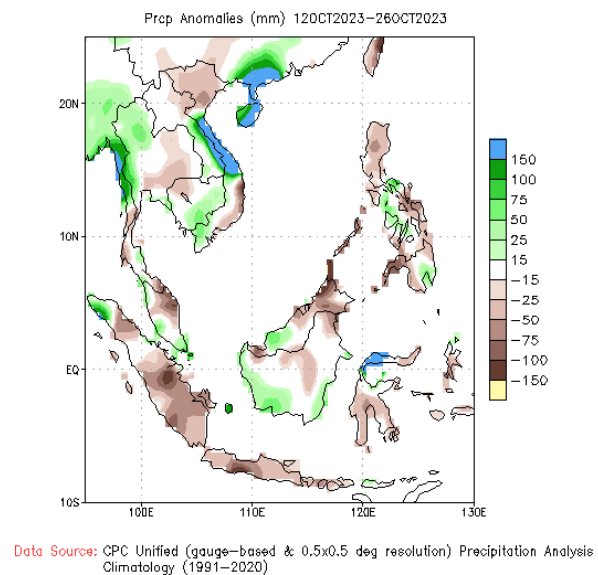 Prcp Anomalies (mm) 12OCT2023-26OCT2023
20N
10N
EQ
10S
100E
110E
120E
130E
150
100
75
50
25
15
-15
-25
-50
-75
-100
-150
Data Source: CPC Unified (gauge-based & 0.5x0.5 deg resolution) Precipitation Analysis
Climatology (1991-2020)